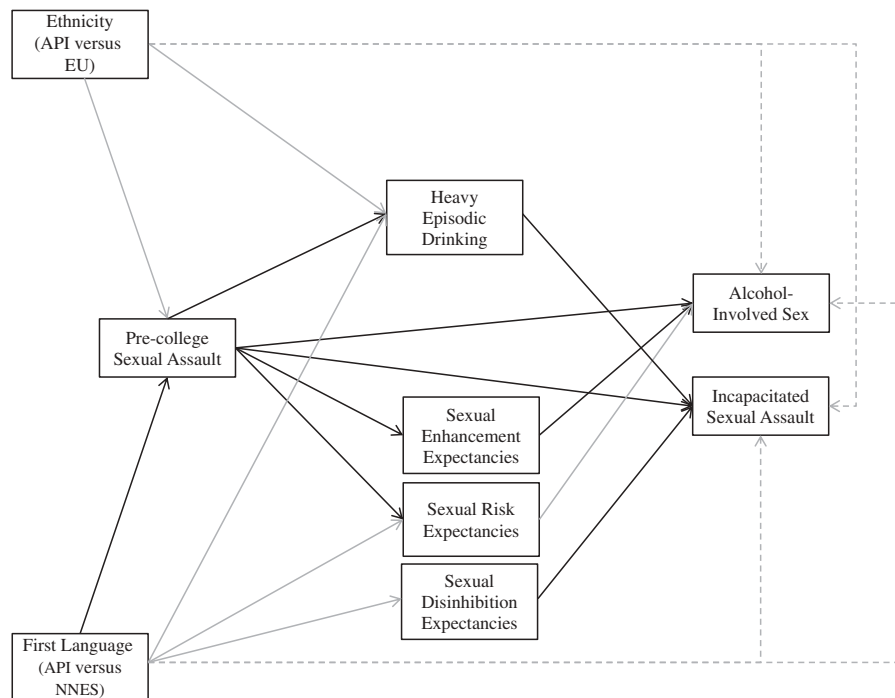 Ethnicity
(API versus
EU)
Heavy
Episodic
Drinking
Alcohol-
Involved Sex
Pre-college
Sexual Assault
Incapacitated
Sexual Assault
Sexual
Enhancement
Expectancies
Sexual Risk
Expectancies
Sexual
Disinhibition
Expectancies
First Language
(API versus
NNES)